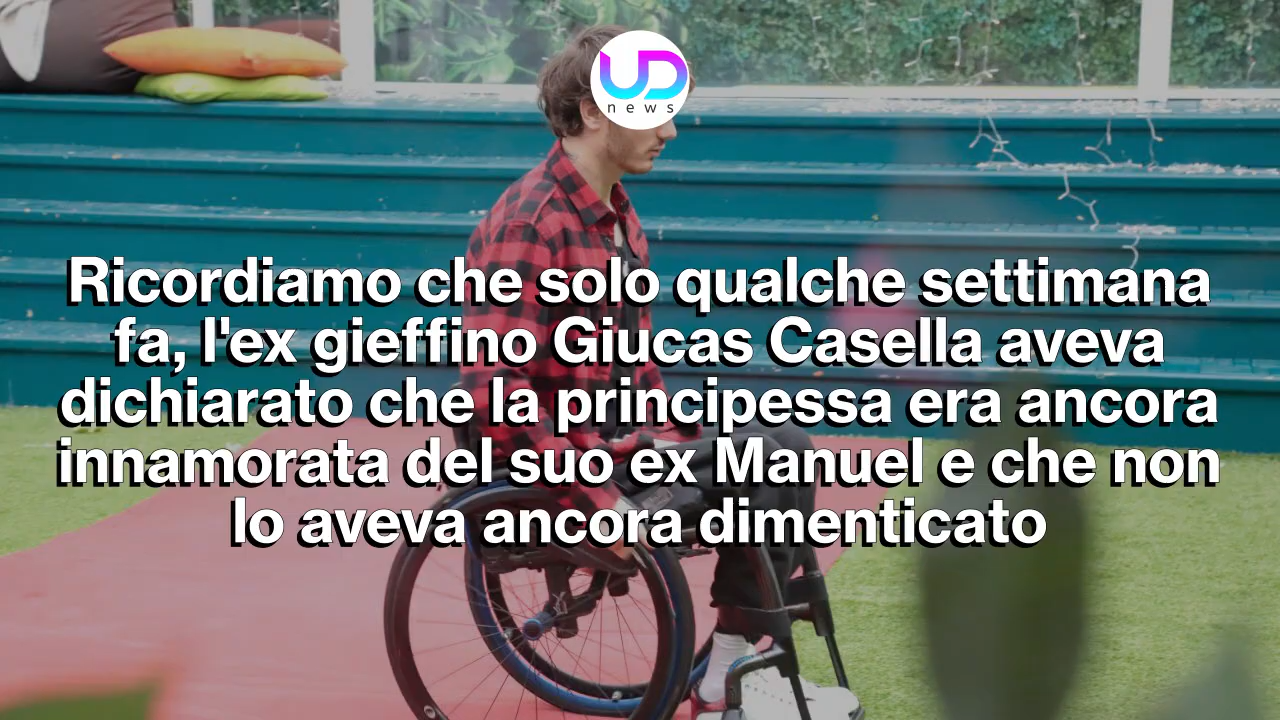 UD
news
Ricordiamo che solo qualche settimana
fa, l'ex gieffino Giucas Casella aveva
dichiarato che la principessa era ancora
innamorata del suo ex Manuel e che non
lo aveva ancora dimenticato